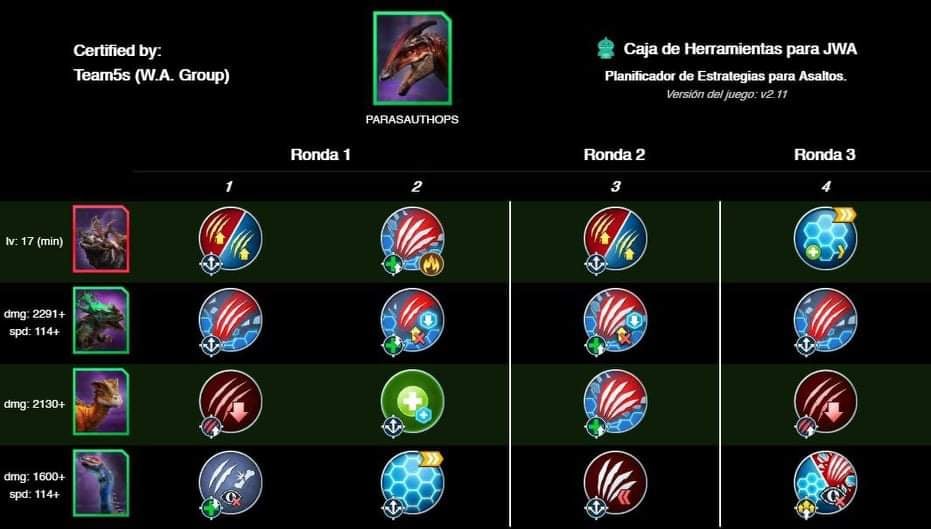 Certified by:
Team5s (W.A. Group)
PARASAUTHOPS
Caja de Herramientas para JWA
Planificador de Estrategias para Asaltos.
Versión del juego: v2.11
Ronda 1
Ronda 2
Ronda 3
1
2
3
4
lv: 17 (min)
dmg: 2291+
spd: 114+
dmg: 2130+
dmg: 1600+
spd: 114+